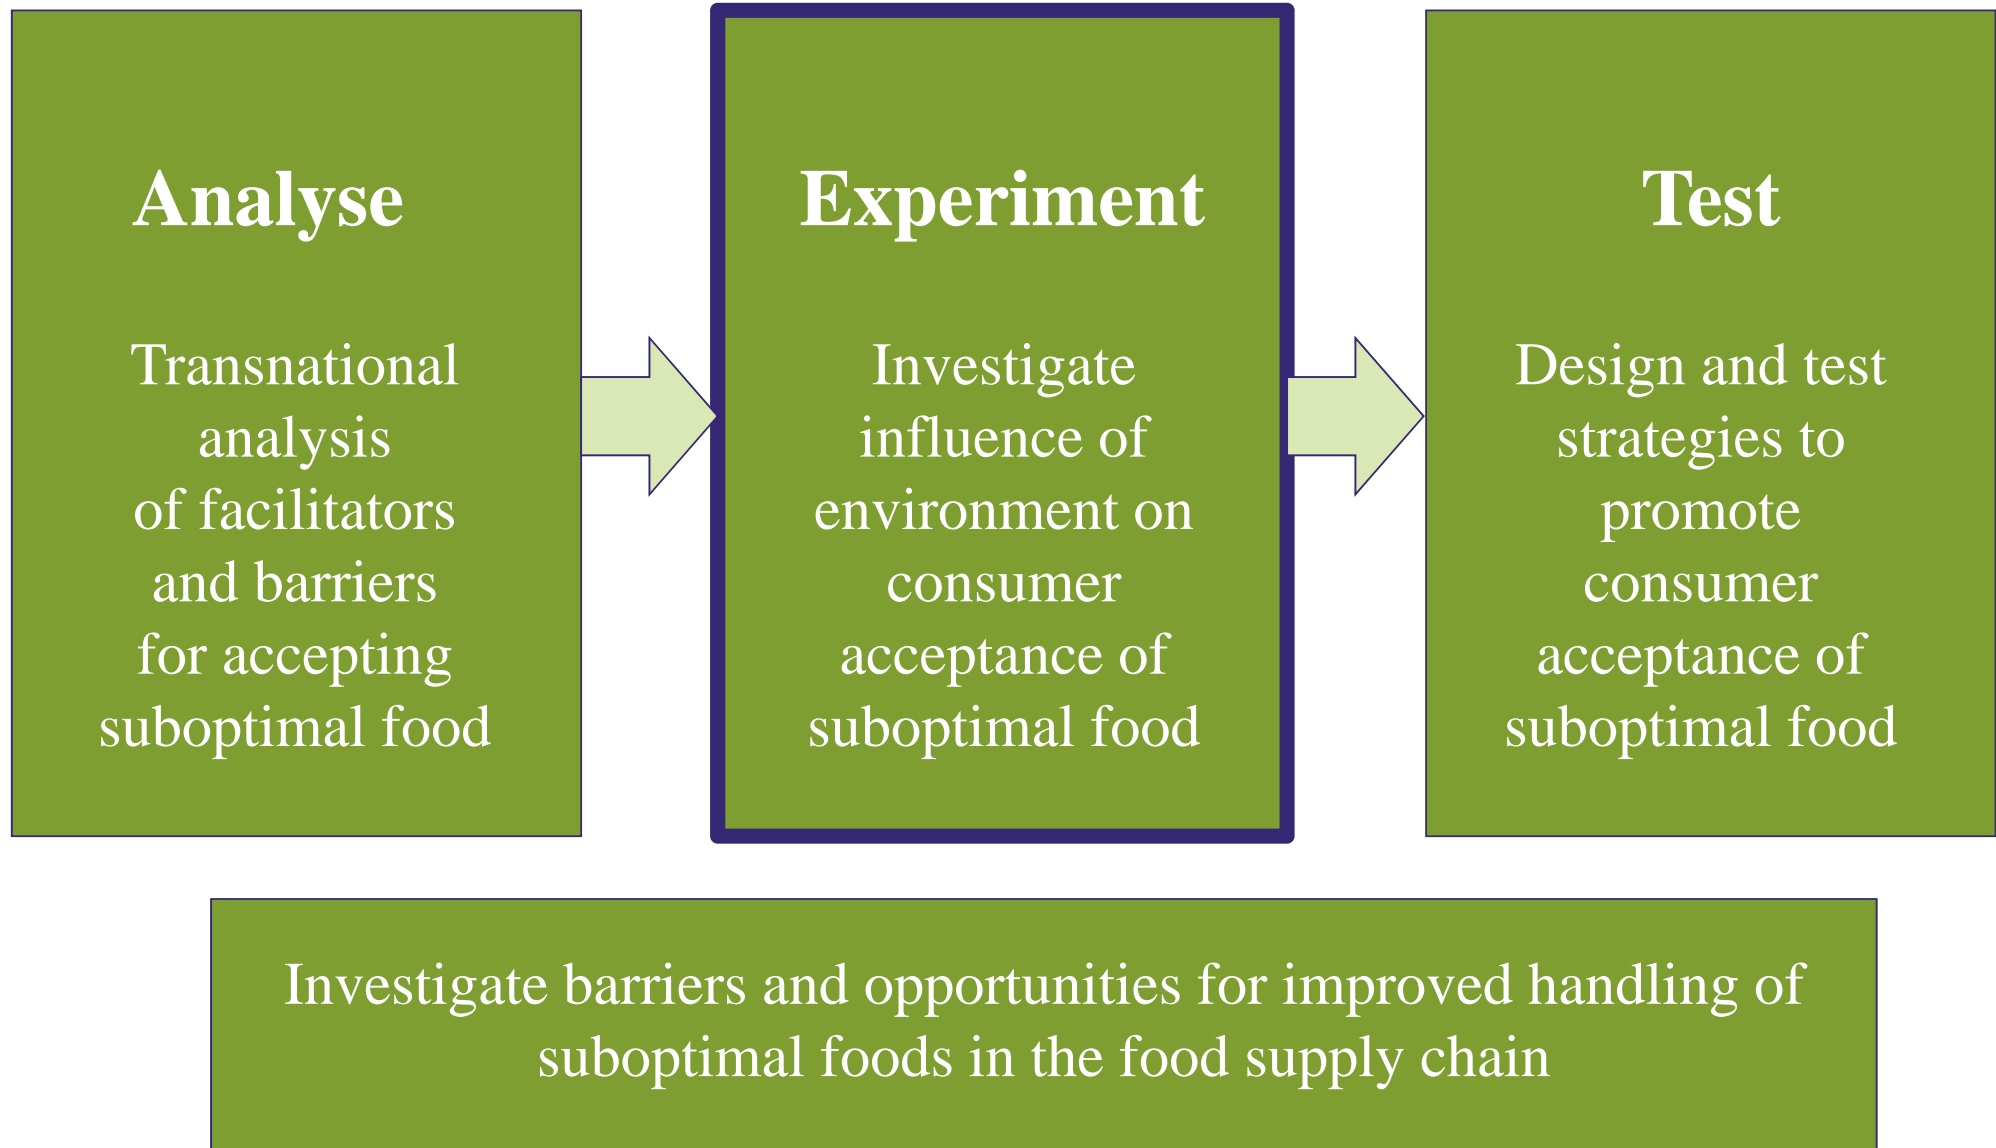 Analyse
Transnational
analysis
of facilitators
and barriers
for accepting
suboptimal food
Experiment
Investigate
influence of
environment on
consumer
acceptance of
suboptimal food
Test
Design and test
strategies to
promote
consumer
acceptance of
suboptimal food
Investigate barriers and opportunities for improved handling of
suboptimal foods in the food supply chain